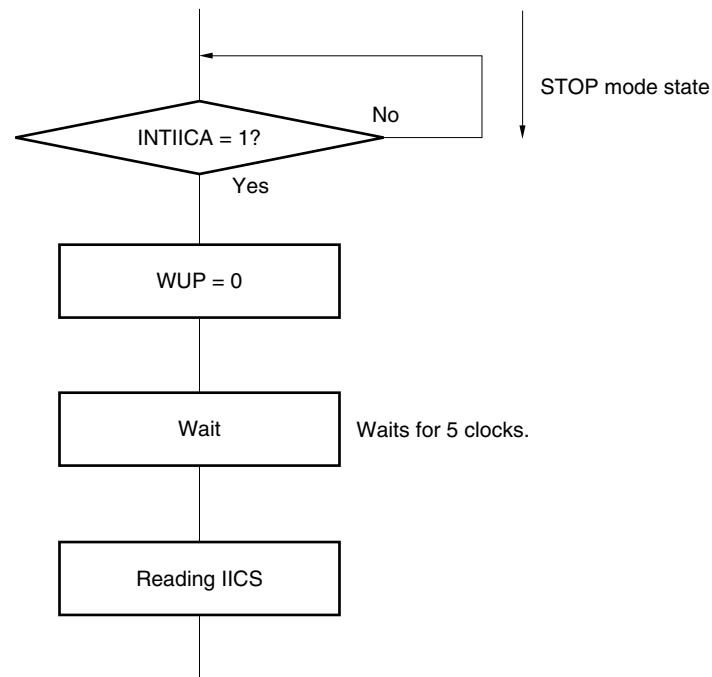 STOP mode state
No
INTIICA = 1?
Yes
WUP = 0
Wait
Waits for 5 clocks.
Reading IICS